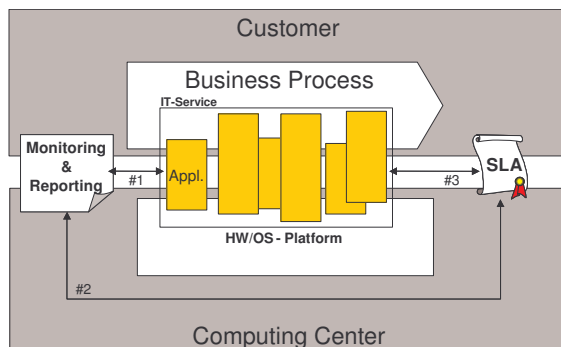 Customer
Business Process
IT-Service
Monitoring
&
Reporting
#1
Appl.
#3
SLA
HW/OS - Platform
#2
Computing Center